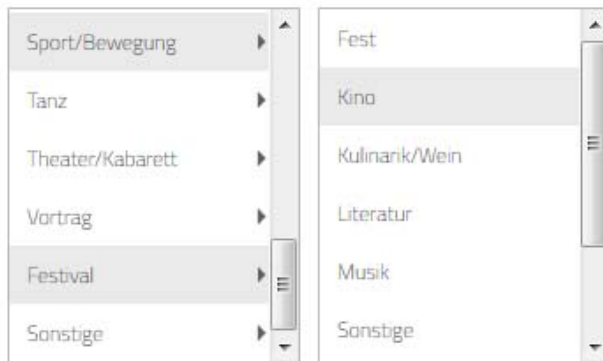 Sport/Bewegung
Tanz
Theater/Kabarett
Vortrag
Festival
Sonstige
Fest
Kino
Kulinarik/Wein
Literatur
Musik
Sonstige